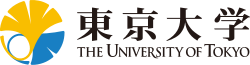 東京大学
THE UNIVERSITY OF TOKYO